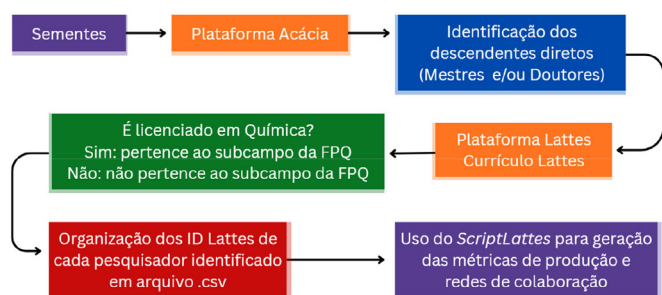 Sementes
Plataforma Acácia
Identificação dos
descendentes diretos
(Mestres e/ou Doutores)
Plataforma Lattes
Currículo Lattes
É licenciado em Química?
Sim: pertence ao subcampo da FPQ
Não: não pertence ao subcampo da FPQ
Organização dos ID Lattes de
cada pesquisador identificado
em arquivo .csv
Uso do ScriptLattes para geração
das métricas de produção e
redes de colaboração